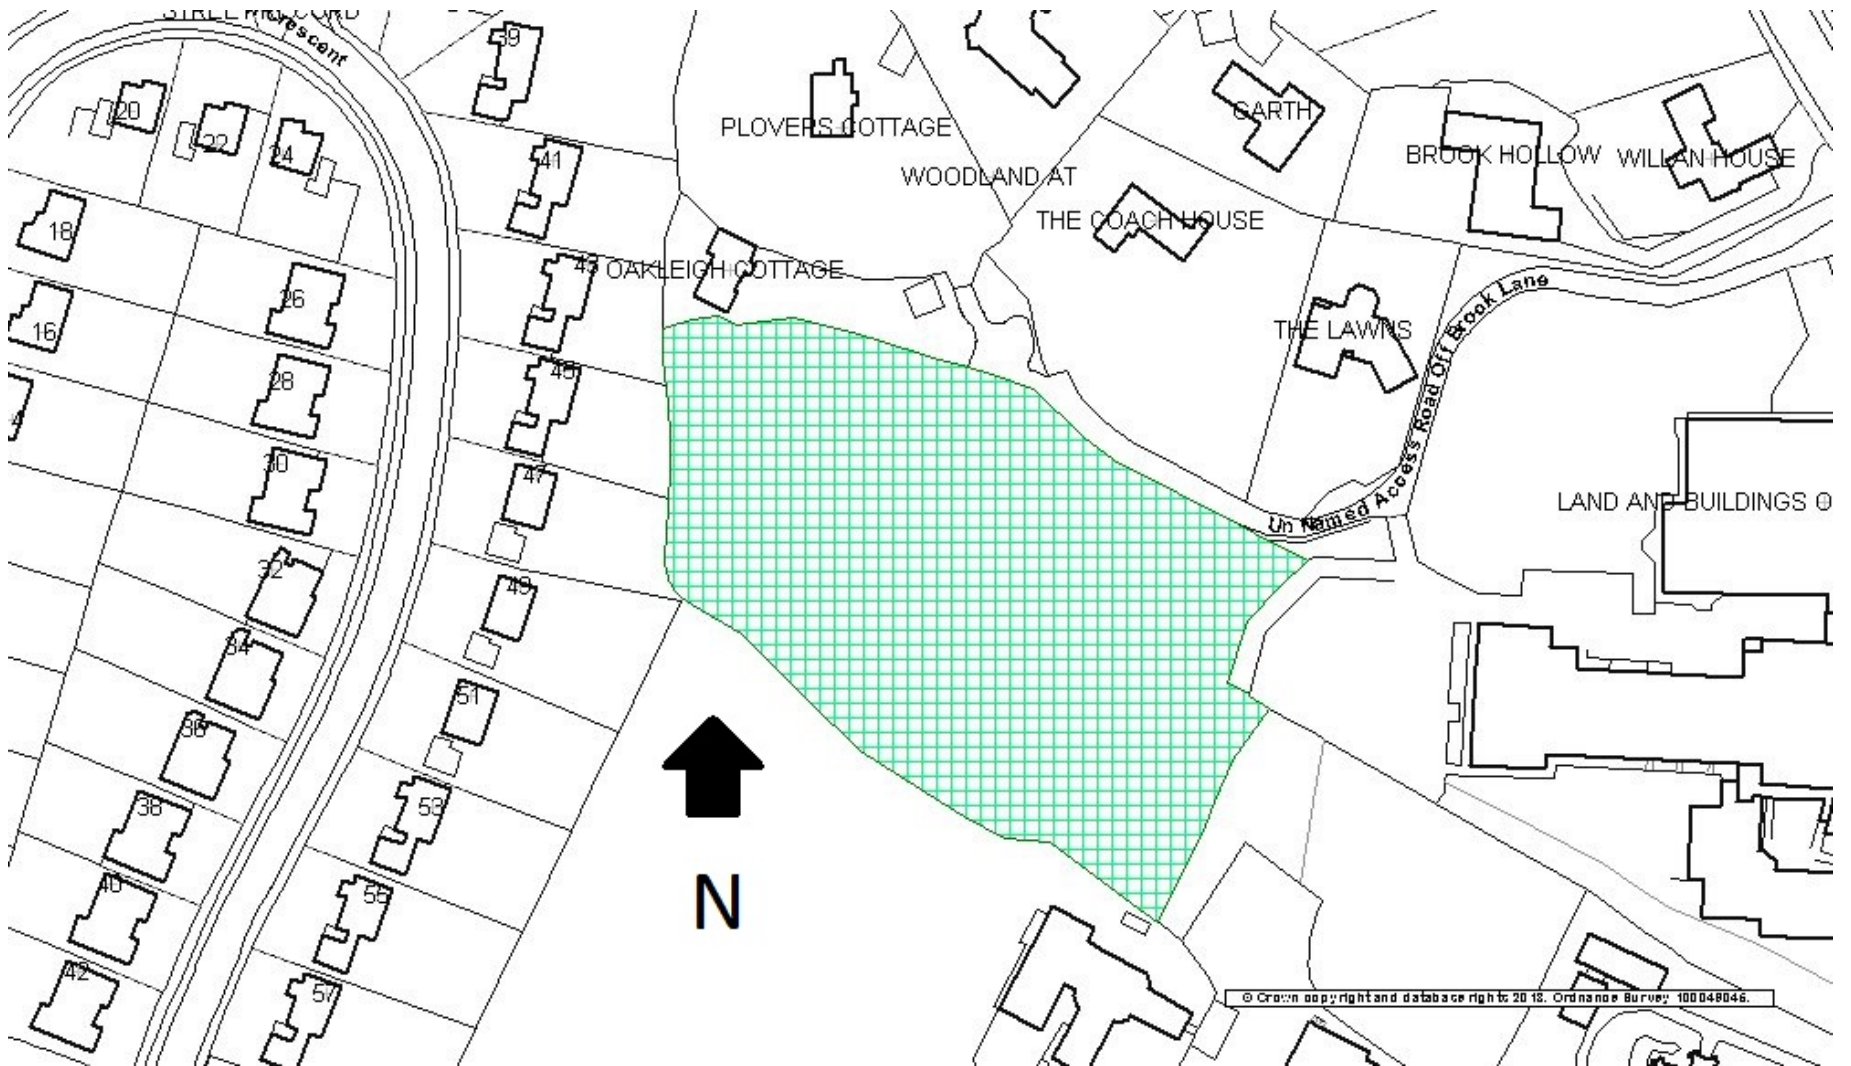 Crescent
39
20
22
24
41
PLOVERS COTTAGE
GARTH
BROOK HOLLOW
WILLAN HOUSE
WOODLAND AT
THE COACH HOUSE
18
43
OAKLEIGH COTTAGE
26
16
THE LAWNS
Un Named Access Road Off Brook Lane
28
45
30
47
LAND AND BUILDINGS O
32
49
34
51
36
38
53
40
55
N
42
57
© Crown copyright and database rights 2013. Ordnance Survey 100049046.